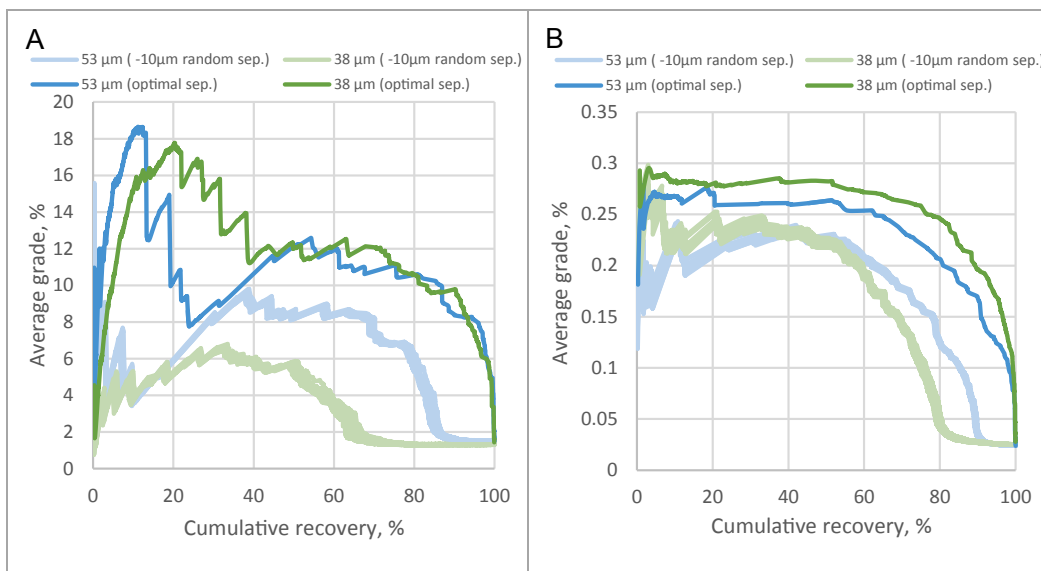 A
53 µm ( -10µm random sep.)
38 µm ( -10µm random sep.)
53 µm (optimal sep.)
38 µm (optimal sep.)
Average grade, %
20
18
16
14
12
10
8
6
4
2
0
0 20 40 60 80 100
Cumulative recovery, %
B
53 µm ( -10µm random sep.)
38 µm ( -10µm random sep.)
53 µm (optimal sep.)
38 µm (optimal sep.)
Average grade, %
0.35
0.3
0.25
0.2
0.15
0.1
0.05
0
0 20 40 60 80 100
Cumulative recovery, %